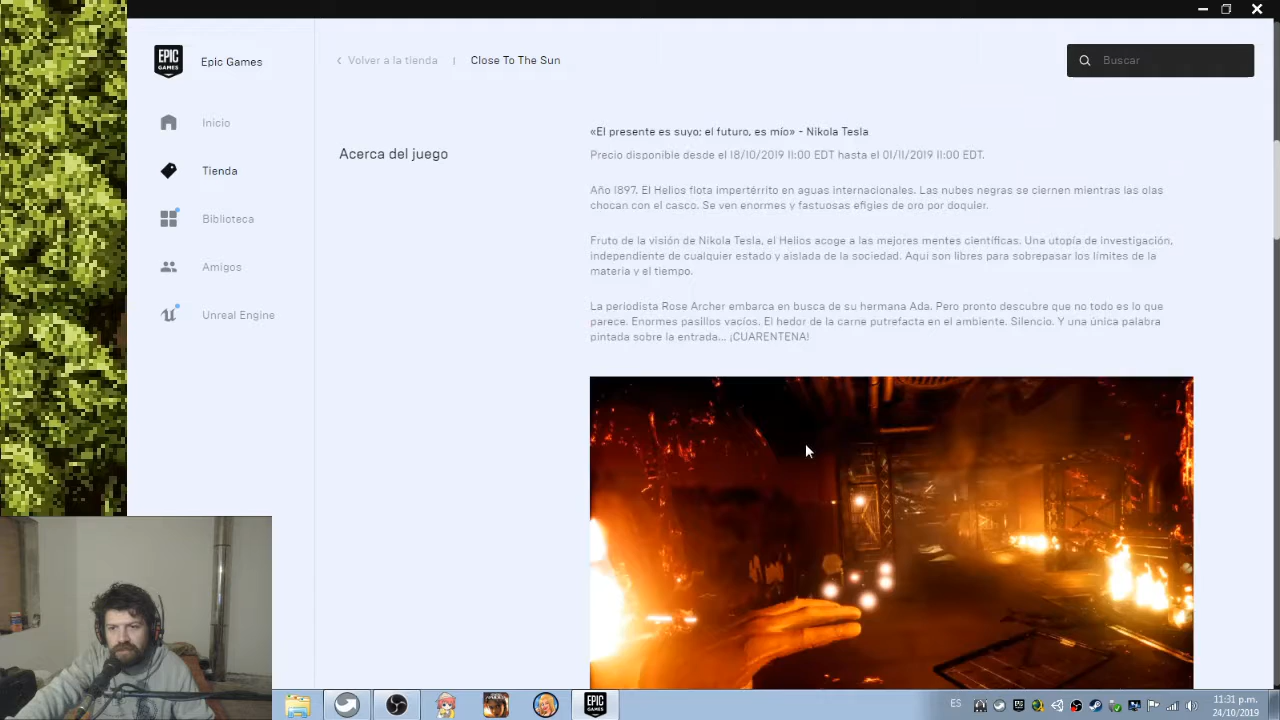 EPIC GAMES
Epic Games
Volver a la tienda
Close To The Sun
Buscar
Inicio
Tienda
Biblioteca
Amigos
Unreal Engine
Acerca del juego
«El presente es suyo; el futuro, es mío» - Nikola Tesla
Precio disponible desde el 18/10/2019 11:00 EDT hasta el 01/11/2019 11:00 EDT.
Año 1897. El Helios flota impertérrito en aguas internacionales. Las nubes negras se ciernen mientras las olas
chocan con el casco. Se ven enormes y fastuosas efigies de oro por doquier.
Fruto de la visión de Nikola Tesla, el Helios acoge a las mejores mentes científicas. Una utopía de investigación,
independiente de cualquier estado y aislada de la sociedad. Aquí son libres para sobrepasar los límites de la
materia y el tiempo.
La periodista Rose Archer embarca en busca de su hermana Ada. Pero pronto descubre que no todo es lo que
parece. Enormes pasillos vacíos. El hedor de la carne putrefacta en el ambiente. Silencio. Y una única palabra
pintada sobre la entrada... ¡CUARENTENA!
EPIC GAMES
ES
11:31 p.m.
24/10/2019